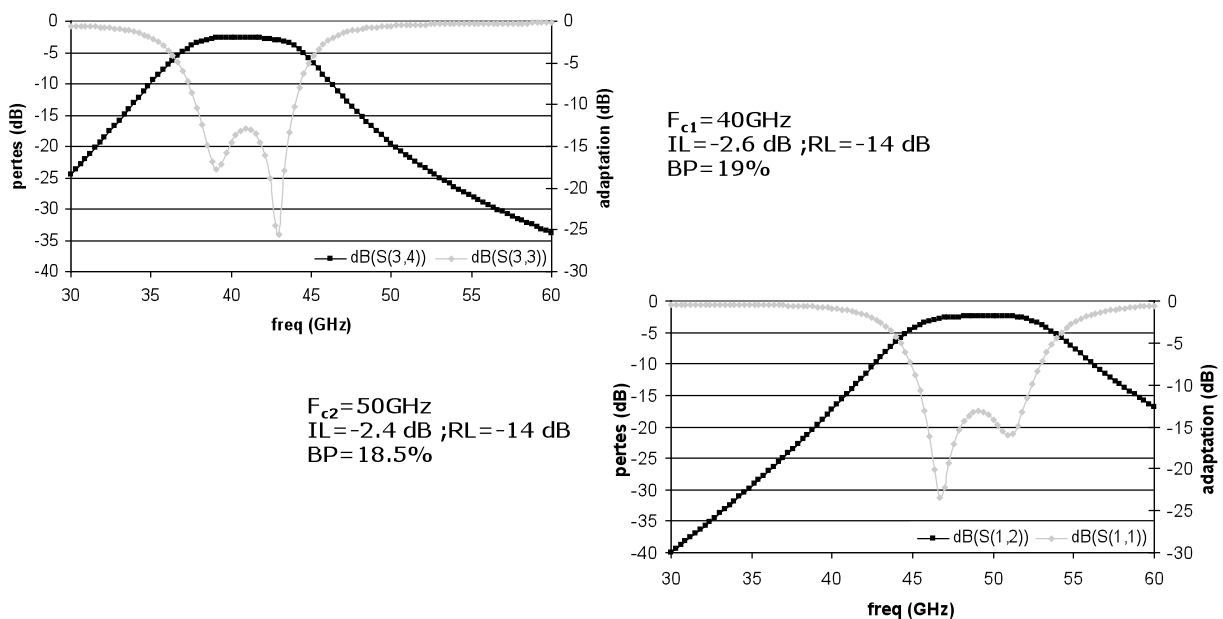 0
-5
-10
-15
-20
-25
-30
-35
-40
pertes (dB)
0
-5
-10
-15
-20
-25
-30
adaptation (dB)
dB(S(3,4)) dB(S(3,3))
30 35 40 45 50 55 60
freq (GHz)
Fc1=40GHz
IL=-2.6 dB ;RL=-14 dB
BP=19%
Fc2=50GHz
IL=-2.4 dB ;RL=-14 dB
BP=18.5%
0
-5
-10
-15
-20
-25
-30
-35
-40
pertes (dB)
0
-5
-10
-15
-20
-25
-30
adaptation (dB)
dB(S(1,2)) dB(S(1,1))
30 35 40 45 50 55 60
freq (GHz)